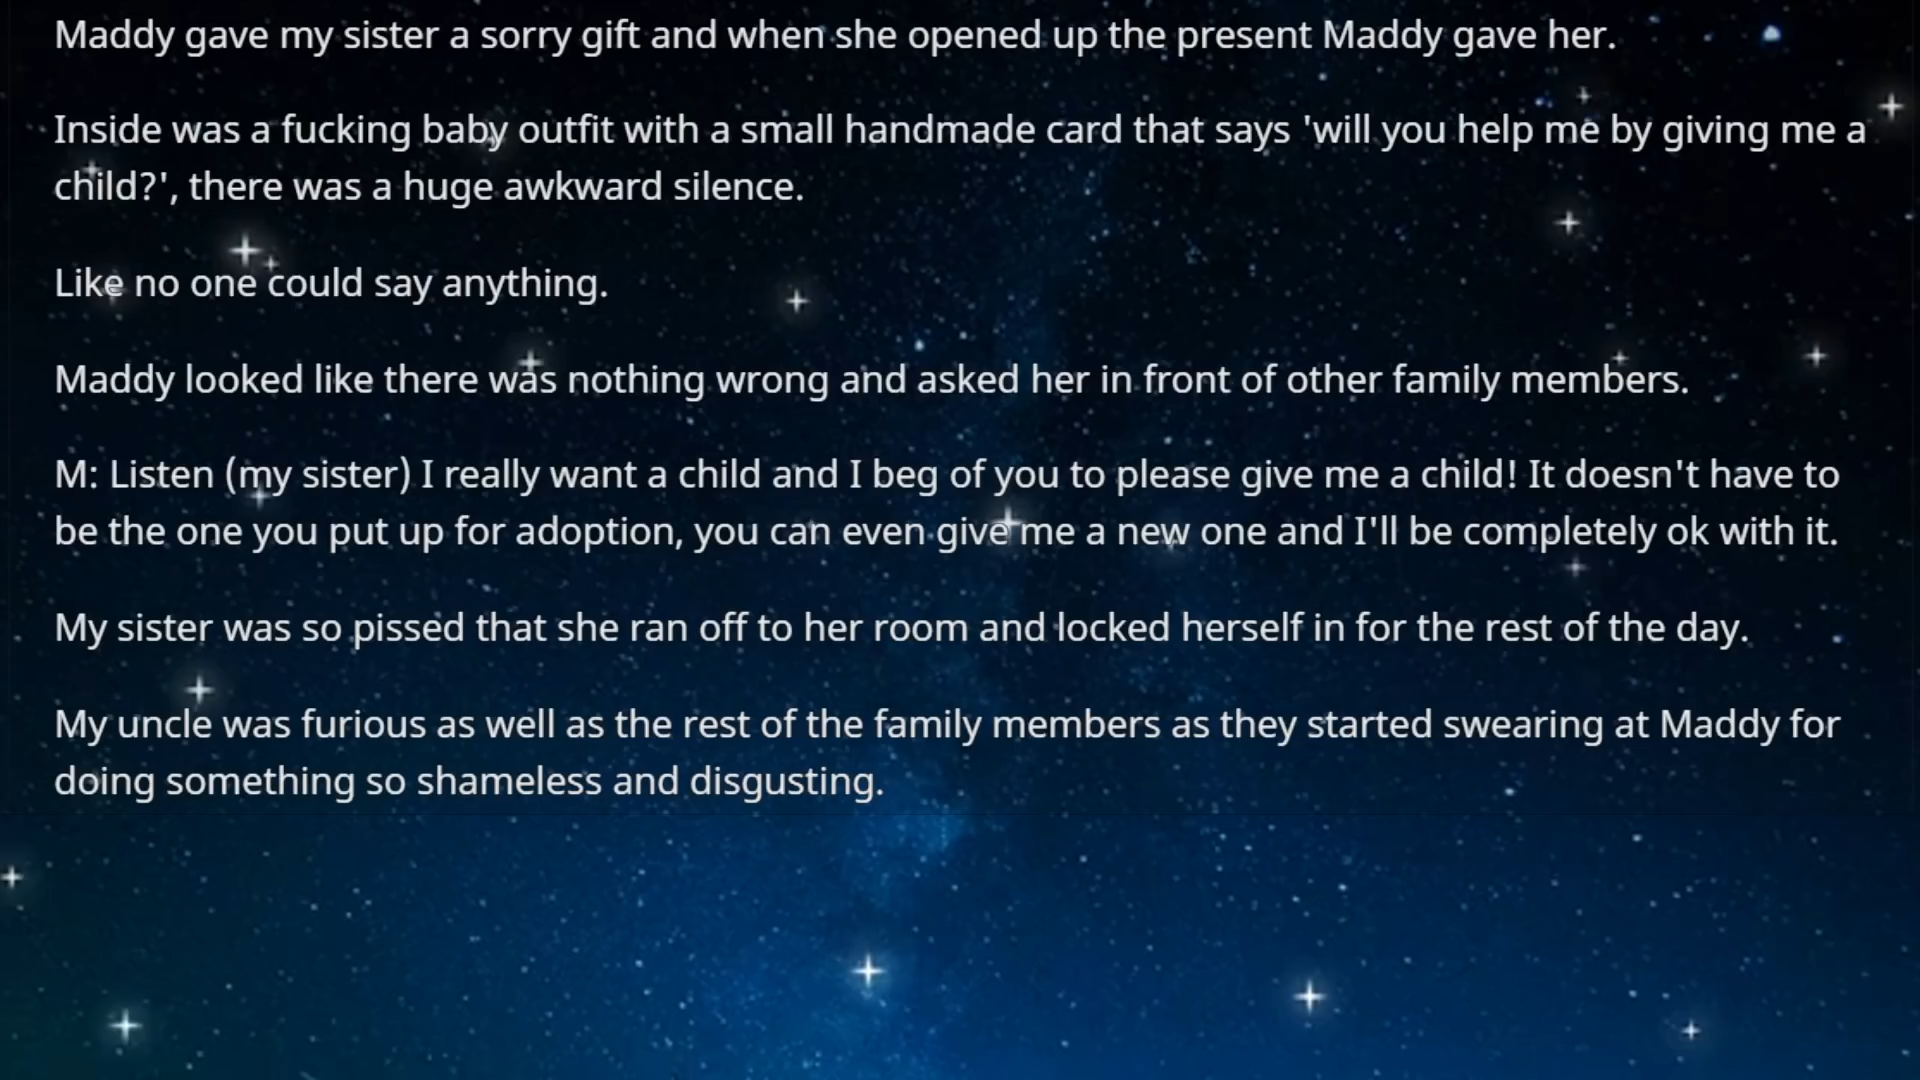 Maddy gave my sister a sorry gift and when she opened up the present Maddy gave her.
Inside was a fucking baby outfit with a small handmade card that says 'will you help me by giving me a
child?', there was a huge awkward silence.
Like no one could say anything.
Maddy looked like there was nothing wrong and asked her in front of other family members.
M: Listen (my sister) I really want a child and I beg of you to please give me a child! It doesn't have to
be the one you put up for adoption, you can even give me a new one and I'll be completely ok with it.
My sister was so pissed that she ran off to her room and locked herself in for the rest of the day.
My uncle was furious as well as the rest of the family members as they started swearing at Maddy for
doing something so shameless and disgusting.